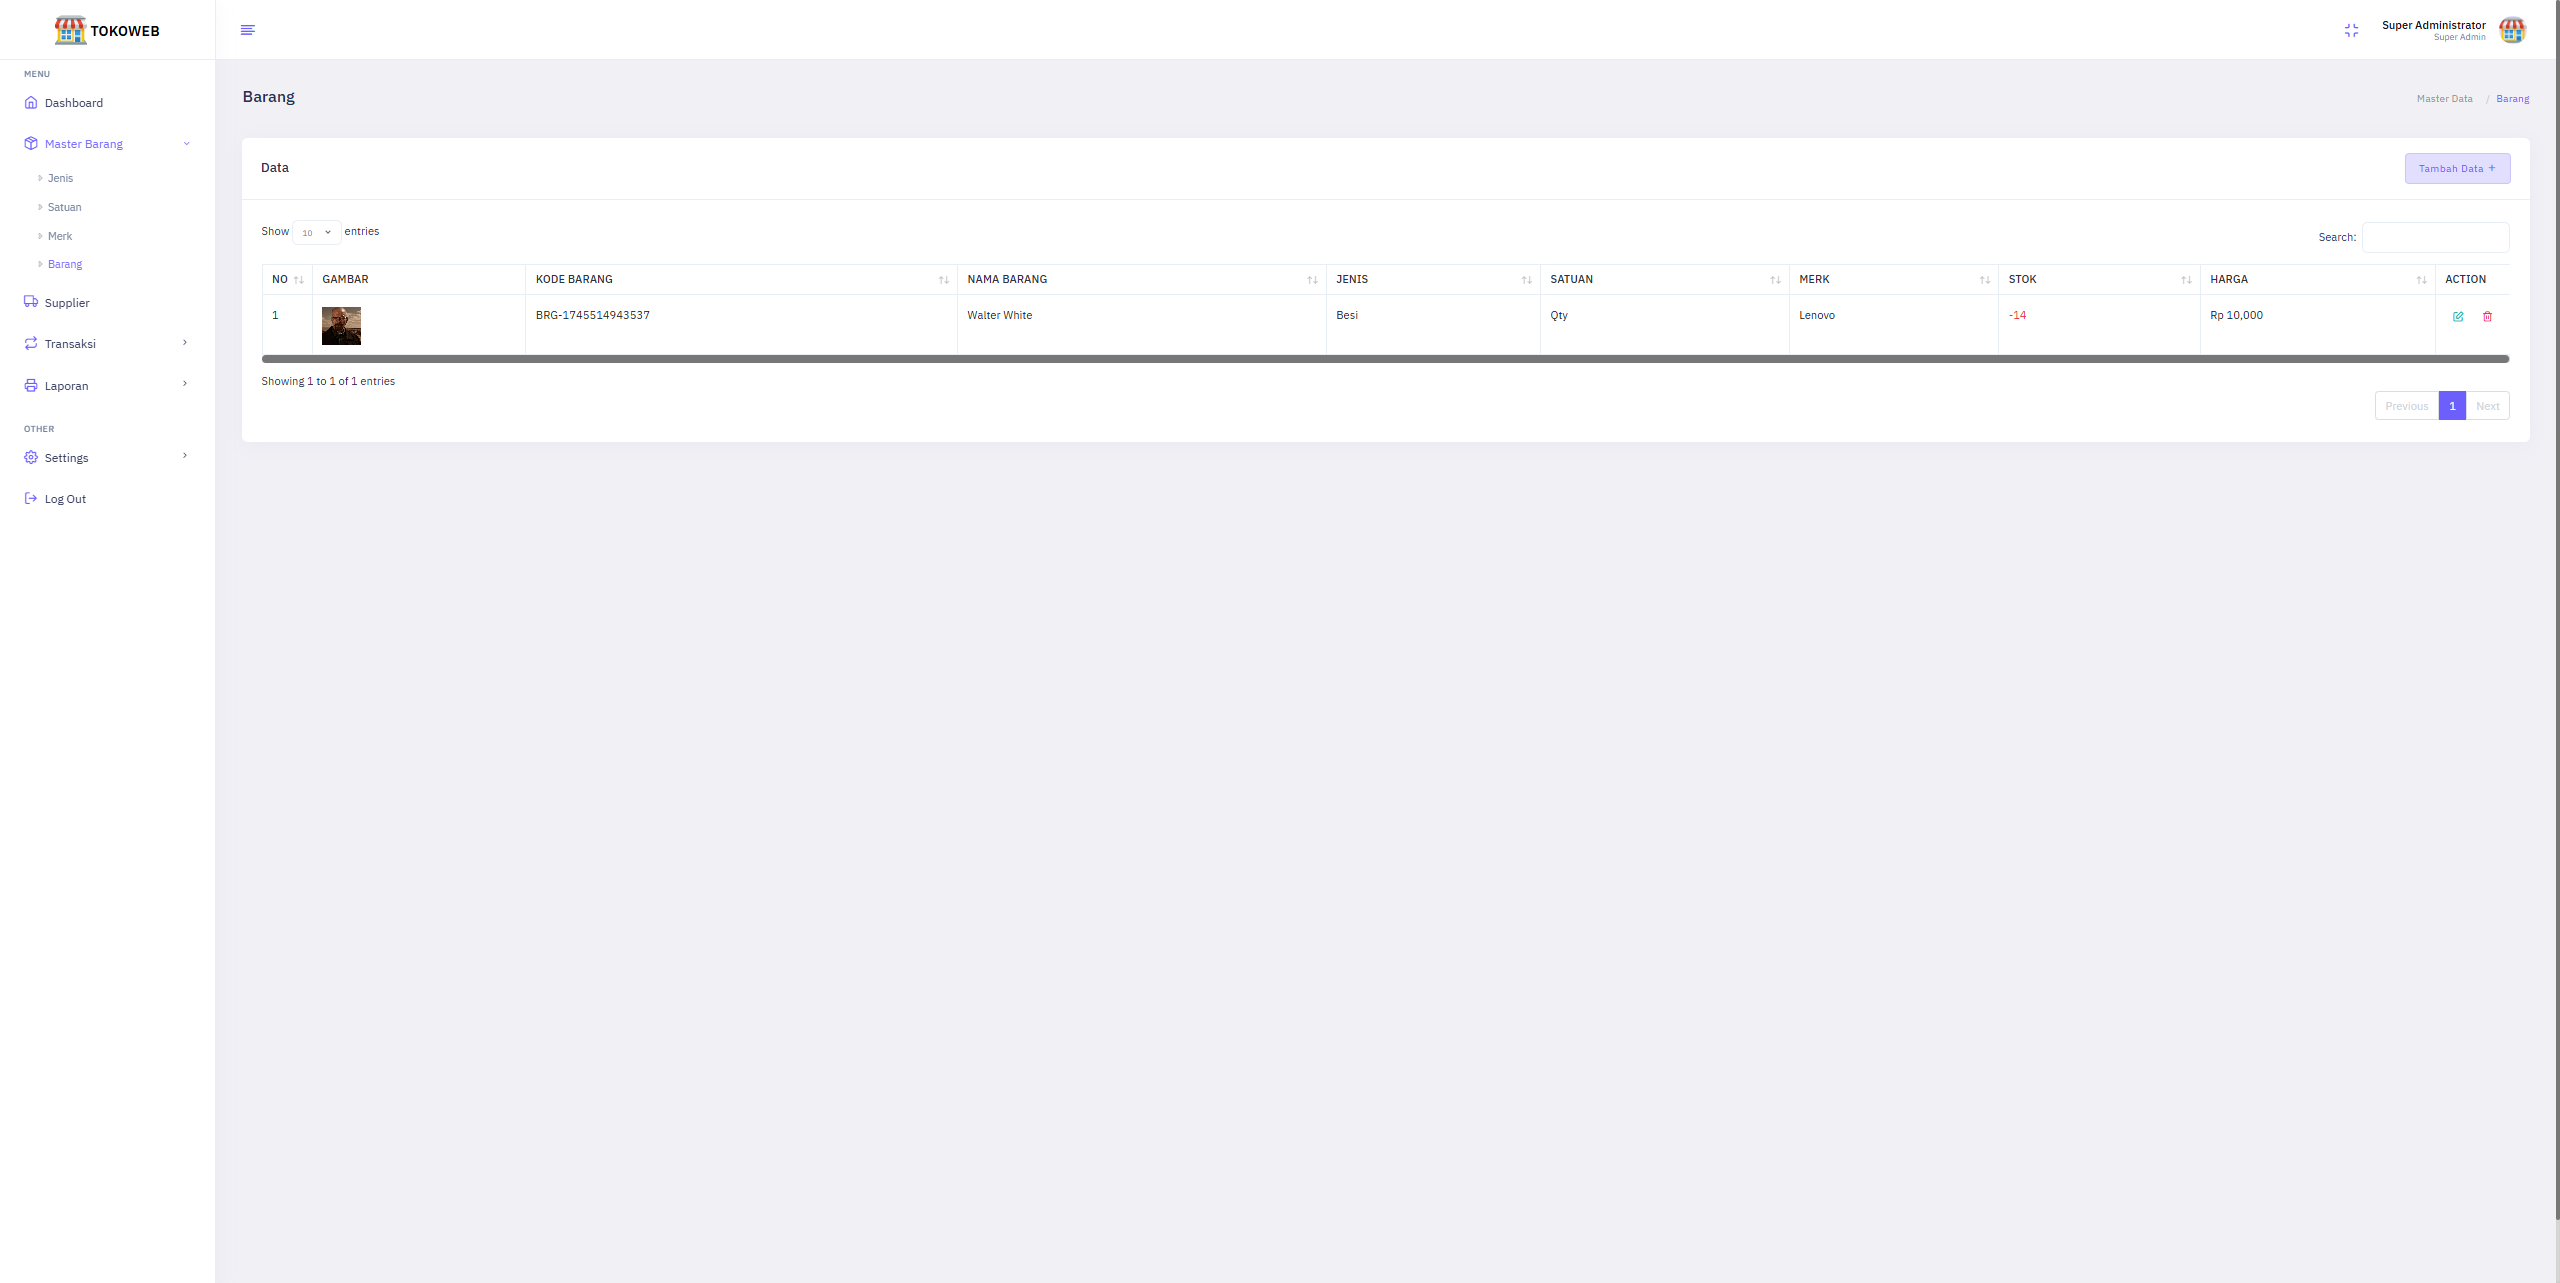 TOKOWEB
Super Administrator
Super Admin
MENU
Dashboard
Master Barang
Jenis
Satuan
Merk
Barang
Supplier
Transaksi
Laporan
OTHER
Settings
Log Out
Barang
Master Data / Barang
Data
Tambah Data +
Show 10 entries
Search:
NO GAMBAR KODE BARANG NAMA BARANG JENIS SATUAN MERK STOK HARGA ACTION
1 BRG-1745514943537 Walter White Besi Qty Lenovo -14 Rp 10,000
Showing 1 to 1 of 1 entries
Previous 1 Next